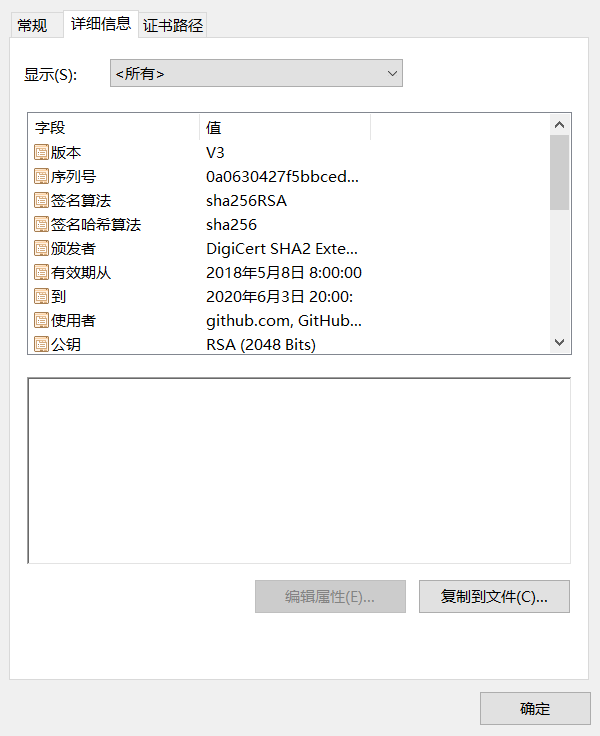 常规 详细信息 证书路径
显示(S): <所有>
字段 值
版本 V3
序列号 0a0630427f5bbced...
签名算法 sha256RSA
签名哈希算法 sha256
颁发者 DigiCert SHA2 Exte...
有效期从 2018年5月8日 8:00:00
到 2020年6月3日 20:00:
使用者 github.com, GitHub...
公钥 RSA (2048 Bits)
编辑属性(E)... 复制到文件(C)...
确定